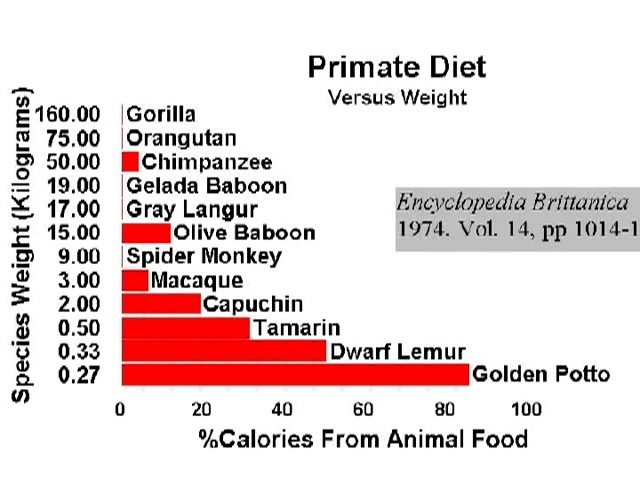 Primate Diet
Versus Weight
Species Weight (Kilograms)
160.00 Gorilla
75.00 Orangutan
50.00 Chimpanzee
19.00 Gelada Baboon
17.00 Gray Langur
15.00 Olive Baboon
9.00 Spider Monkey
3.00 Macaque
2.00 Capuchin
0.50 Tamarin
0.33 Dwarf Lemur
0.27 Golden Potto
Encyclopedia Brittanica
1974. Vol. 14, pp 1014-1
0 20 40 60 80 100
%Calories From Animal Food